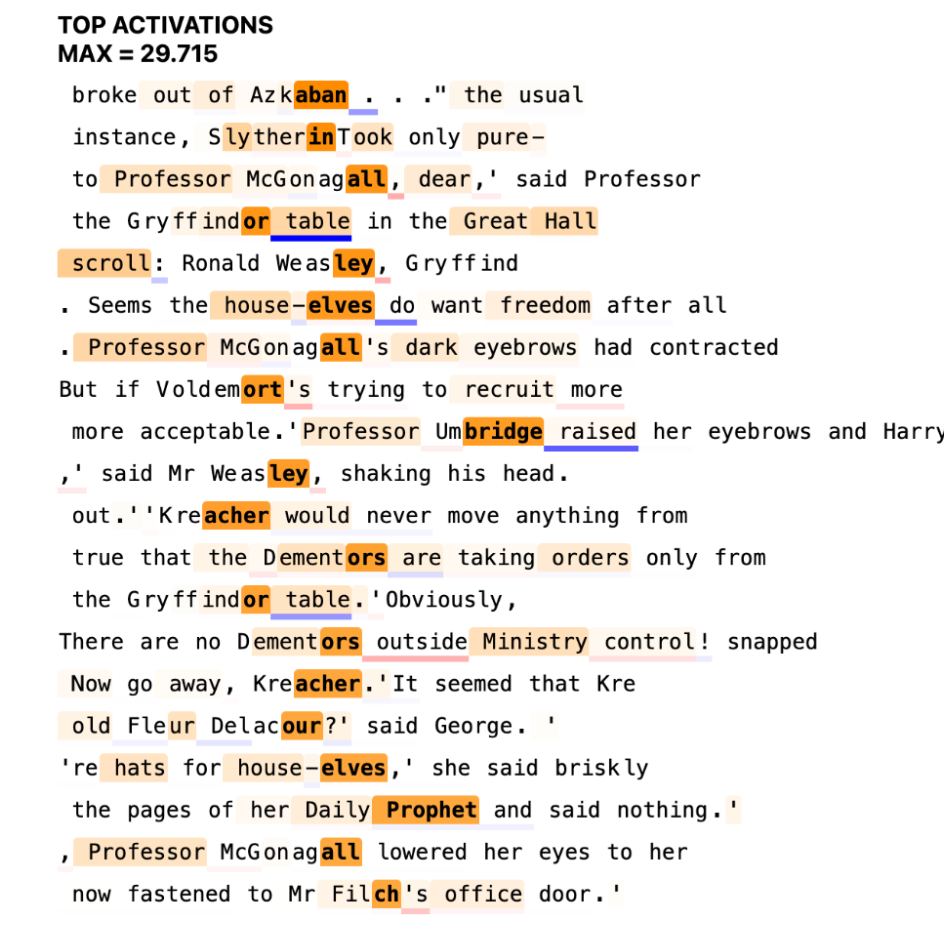 TOP ACTIVATIONS
MAX = 29.715
broke out of Azkaban . . ." the usual
instance, SlytherinTook only pure-
to Professor McGonagall, dear,' said Professor
the Gryffindor table in the Great Hall
scroll: Ronald Weasley, Gryffind
. Seems the house-elves do want freedom after all
. Professor McGonagall's dark eyebrows had contracted
But if Voldemort's trying to recruit more
more acceptable.'Professor Umbridge raised her eyebrows and Harry
,' said Mr Weasley, shaking his head.
out.''Kreacher would never move anything from
true that the Dementors are taking orders only from
the Gryffindor table.'Obviously,
There are no Dementors outside Ministry control! snapped
Now go away, Kreacher.'It seemed that Kre
old Fleur Delacour?' said George. '
're hats for house-elves,' she said briskly
the pages of her Daily Prophet and said nothing.'
, Professor McGonagall lowered her eyes to her
now fastened to Mr Filch's office door.'